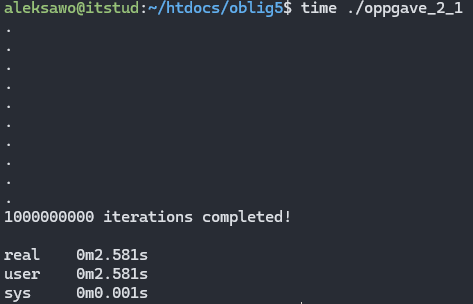 aleksawo@itstud:~/htdocs/oblig5$ time ./oppgave_2_1
.
.
.
.
.
.
.
.
.
.
1000000000 iterations completed!
real 0m2.581s
user 0m2.581s
sys 0m0.001s